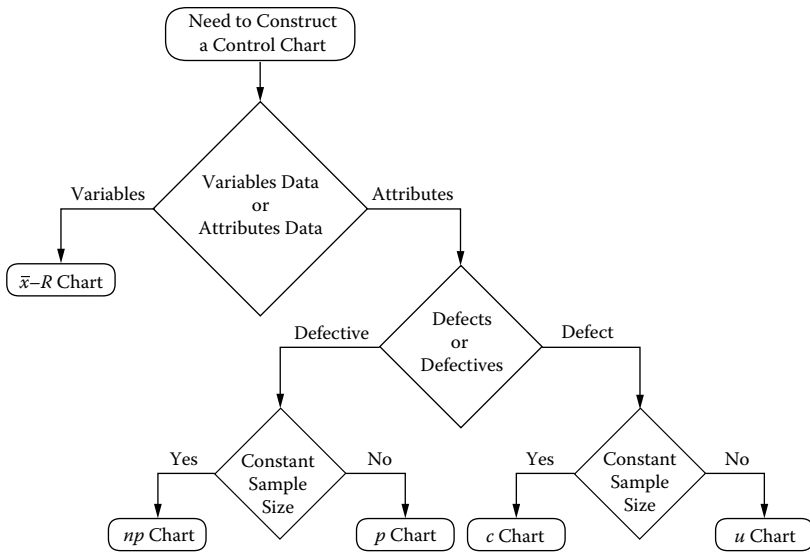 Need to Construct
a Control Chart
Variables Data
or
Attributes Data
Variables
Attributes
x̄–R Chart
Defects
or
Defectives
Defective
Defect
Constant
Sample
Size
Yes
No
Constant
Sample
Size
Yes
No
np Chart
p Chart
c Chart
u Chart